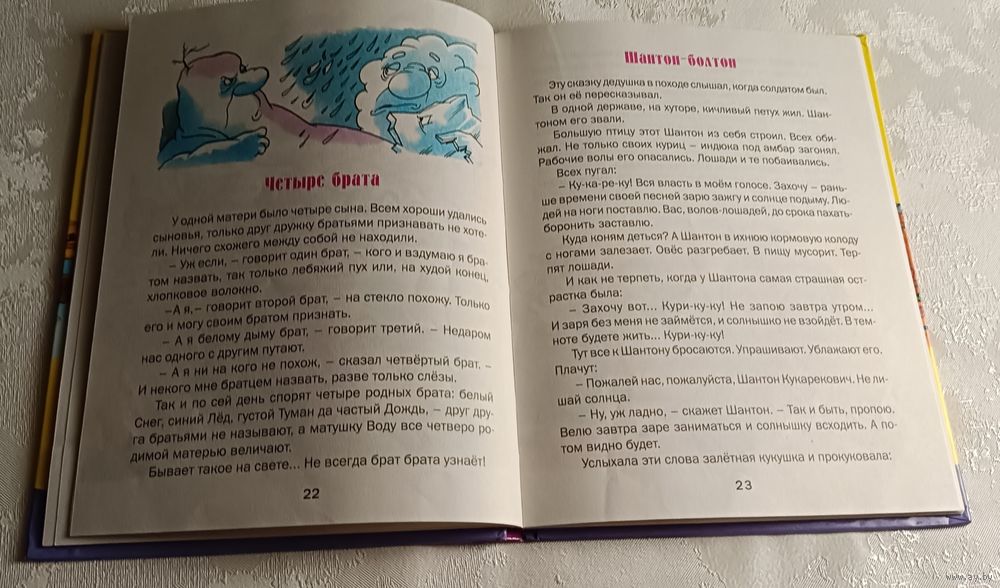 Четыре брата
У одной матери было четыре сына. Всем хороши удались
сыновья, только друг дружку братьями признавать не хоте-
ли. Ничего схожего между собой не находили.
– Уж если, – говорит один брат, – кого и вздумаю я бра-
том назвать, так только лебяжий пух или, на худой конец,
хлопковое волокно.
–А я,– говорит второй брат, – на стекло похожу. Только
его и могу своим братом признать.
– А я белому дыму брат, – говорит третий. – Недаром
нас одного с другим путают.
– А я ни на кого не похож, – сказал четвёртый брат, –
И некого мне братцем назвать, разве только слёзы.
Так и по сей день спорят четыре родных брата: белый
Снег, синий Лёд, густой Туман да частый Дождь, – друг дру-
га братьями не называют, а матушку Воду все четверо ро-
димой матерью величают.
Бывает такое на свете... Не всегда брат брата узнаёт!
22
Шантон-болтон
Эту сказку дедушка в походе слышал, когда солдатом был.
Так он её пересказывал.
В одной державе, на хуторе, кичливый петух жил. Шан-
тоном его звали.
Большую птицу этот Шантон из себя строил. Всех оби-
жал. Не только своих куриц – индюка под амбар загонял.
Рабочие волы его опасались. Лошади и те побаивались.
Всех пугал:
– Ку-ка-ре-ку! Вся власть в моём голосе. Захочу – рань-
ше времени своей песней зарю зажгу и солнце подыму. Лю-
дей на ноги поставлю. Вас, волов-лошадей, до срока пахать-
боронить заставлю.
Куда коням деться? А Шантон в ихнюю кормовую колоду
с ногами залезает. Овёс разгребает. В пищу мусорит. Тер-
пят лошади.
И как не терпеть, когда у Шантона самая страшная ост-
растка была:
– Захочу вот... Кури-ку-ку! Не запою завтра утром...
И заря без меня не займётся, и солнышко не взойдёт. В тем-
ноте будете жить... Кури-ку-ку!
Тут все к Шантону бросаются. Упрашивают. Ублажают его.
Плачут:
– Пожалей нас, пожалуйста, Шантон Кукарекович. Не ли-
шай солнца.
– Ну, уж ладно, – скажет Шантон. – Так и быть, пропою.
Велю завтра заре заниматься и солнышку всходить. А по-
том видно будет.
Услыхала эти слова залётная кукушка и прокуковала:
23
www.ay.by